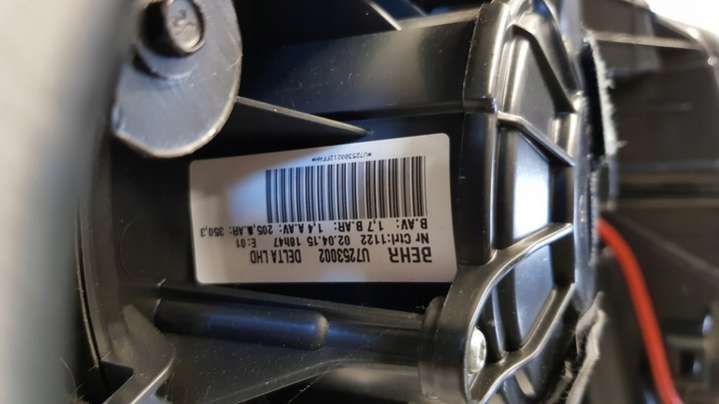 BEHR U7253002 DELTA LHD
Nr Ctrl:1122 02.04.15 18h47 E:01
B.AV: 1,7 B.AR: 1,4 A.AV: 205, A.AR: 350,3